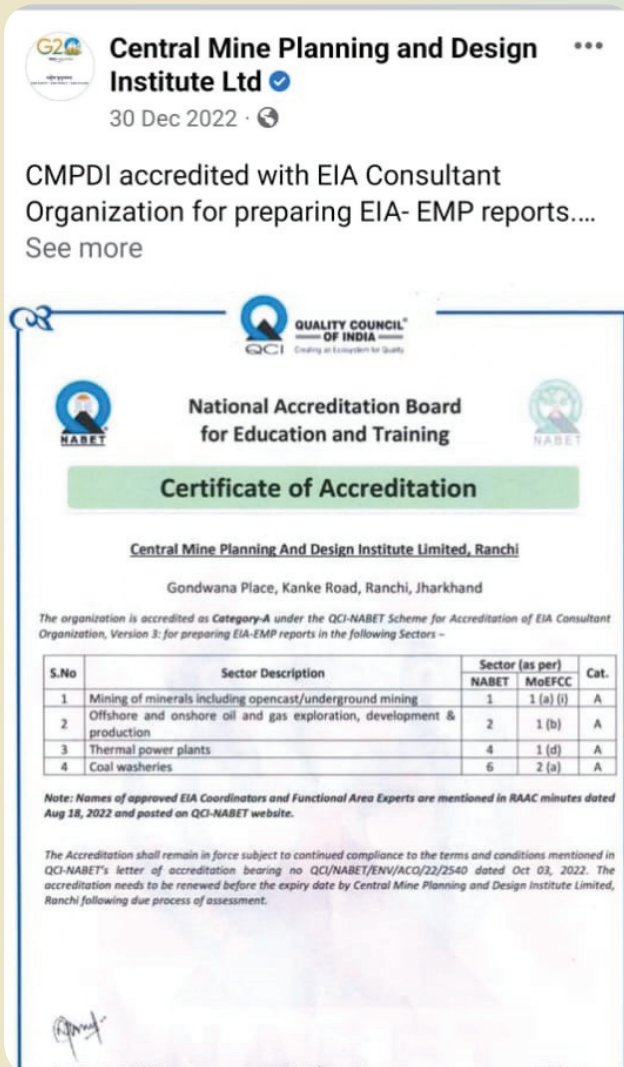 G20
Central Mine Planning and Design
Institute Ltd
30 Dec 2022 ·
CMPDI accredited with EIA Consultant
Organization for preparing EIA- EMP reports....
See more
QCI
QUALITY COUNCIL
OF INDIA
Creating an Ecosystem for Quality
NABET
National Accreditation Board
for Education and Training
NABET
Certificate of Accreditation
Central Mine Planning And Design Institute Limited, Ranchi
Gondwana Place, Kanke Road, Ranchi, Jharkhand
The organization is accredited as Category-A under the QCI-NABET Scheme for Accreditation of EIA Consultant
Organization, Version 3: for preparing EIA-EMP reports in the following Sectors –
S.No Sector Description Sector (as per) Cat.
NABET MoEFCC
1 Mining of minerals including opencast/underground mining 1 1 (a) (i) A
2 Offshore and onshore oil and gas exploration, development & production 2 1 (b) A
3 Thermal power plants 4 1 (d) A
4 Coal washeries 6 2 (a) A
Note: Names of approved EIA Coordinators and Functional Area Experts are mentioned in RAAC minutes dated
Aug 18, 2022 and posted on QCI-NABET website.
The Accreditation shall remain in force subject to continued compliance to the terms and conditions mentioned in
QCI-NABET's letter of accreditation bearing no QCI/NABET/ENV/ACO/22/2540 dated Oct 03, 2022. The
accreditation needs to be renewed before the expiry date by Central Mine Planning and Design Institute Limited,
Ranchi following due process of assessment.